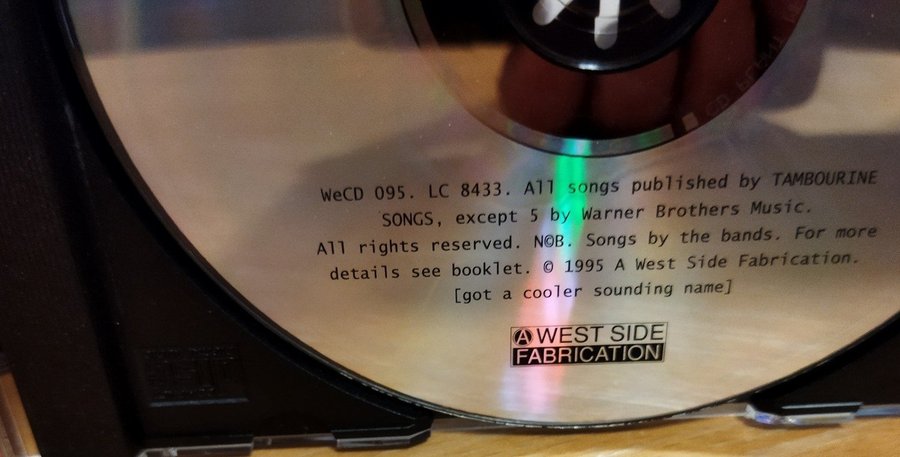 WeCD 095. LC 8433. All songs published by TAMBOURINE
SONGS, except 5 by Warner Brothers Music.
All rights reserved. N©B. Songs by the bands. For more
details see booklet. © 1995 A West Side Fabrication.
[got a cooler sounding name]
A WEST SIDE
FABRICATION